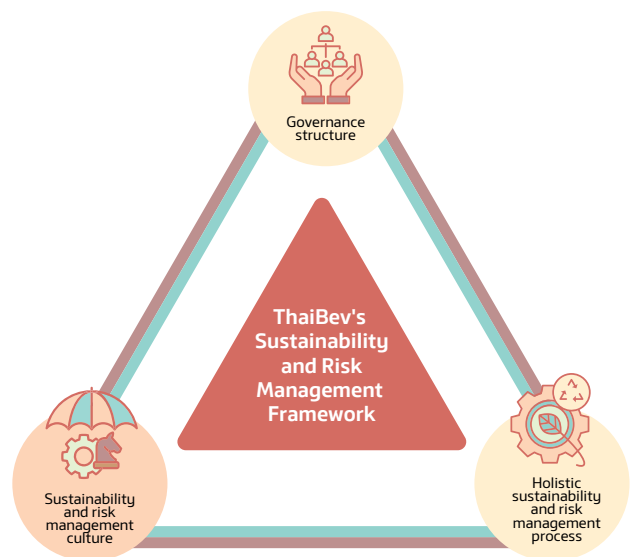 Governance
structure
ThaiBev's
Sustainability
and Risk
Management
Framework
Sustainability
and risk
management
culture
Holistic
sustainability
and risk
management
process